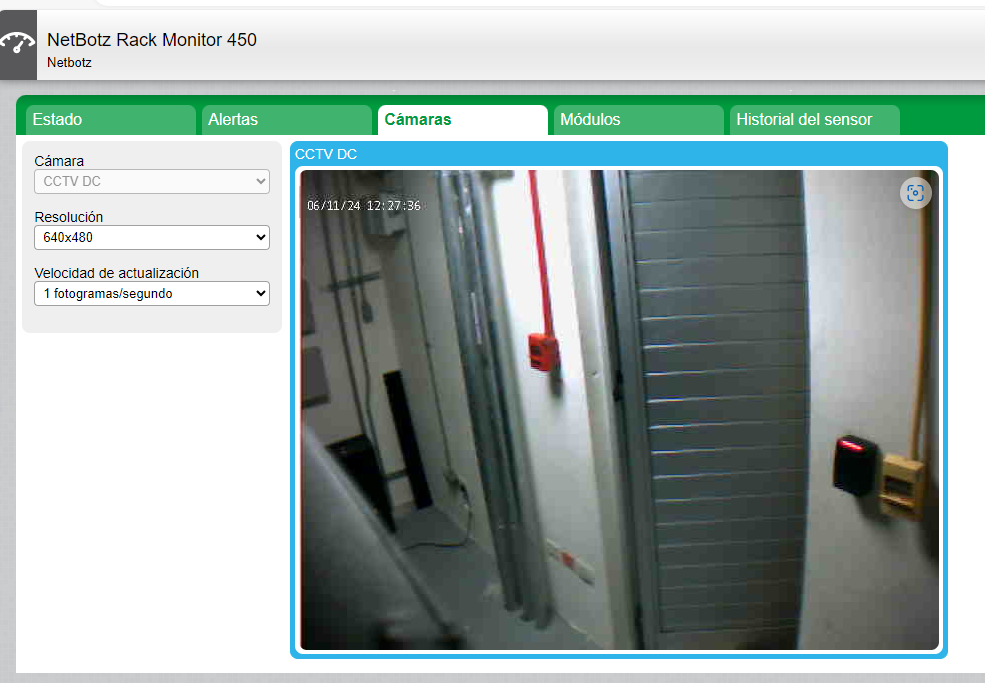 NetBotz Rack Monitor 450
Netbotz
Estado
Alertas
Cámaras
Módulos
Historial del sensor
Cámara
CCTV DC
Resolución
640x480
Velocidad de actualización
1 fotogramas/segundo
CCTV DC
06/11/24 12:27:36